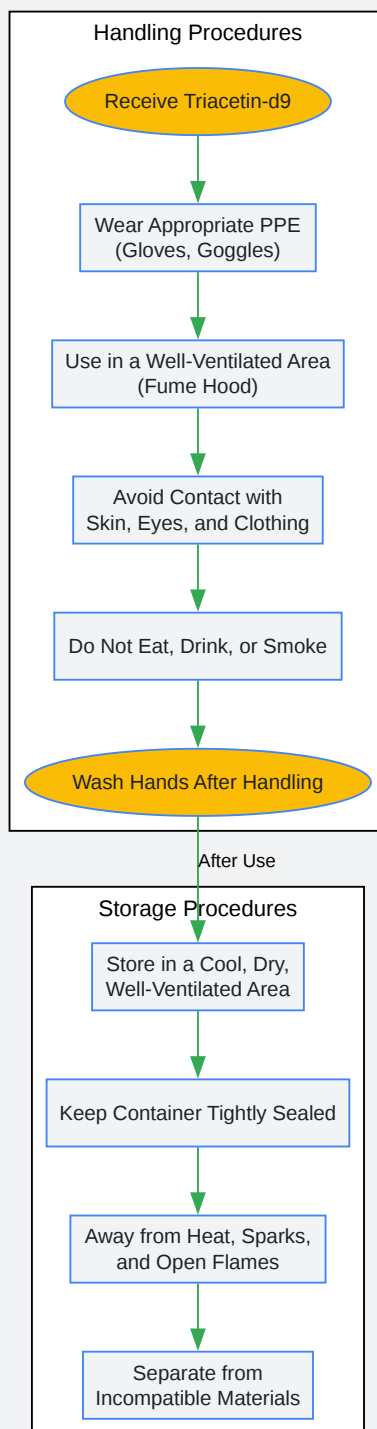 Handling Procedures
Receive Triacetin-d9
Wear Appropriate PPE
(Gloves, Goggles)
Use in a Well-Ventilated Area
(Fume Hood)
Avoid Contact with
Skin, Eyes, and Clothing
Do Not Eat, Drink, or Smoke
Wash Hands After Handling
After Use
Storage Procedures
Store in a Cool, Dry,
Well-Ventilated Area
Keep Container Tightly Sealed
Away from Heat, Sparks,
and Open Flames
Separate from
Incompatible Materials